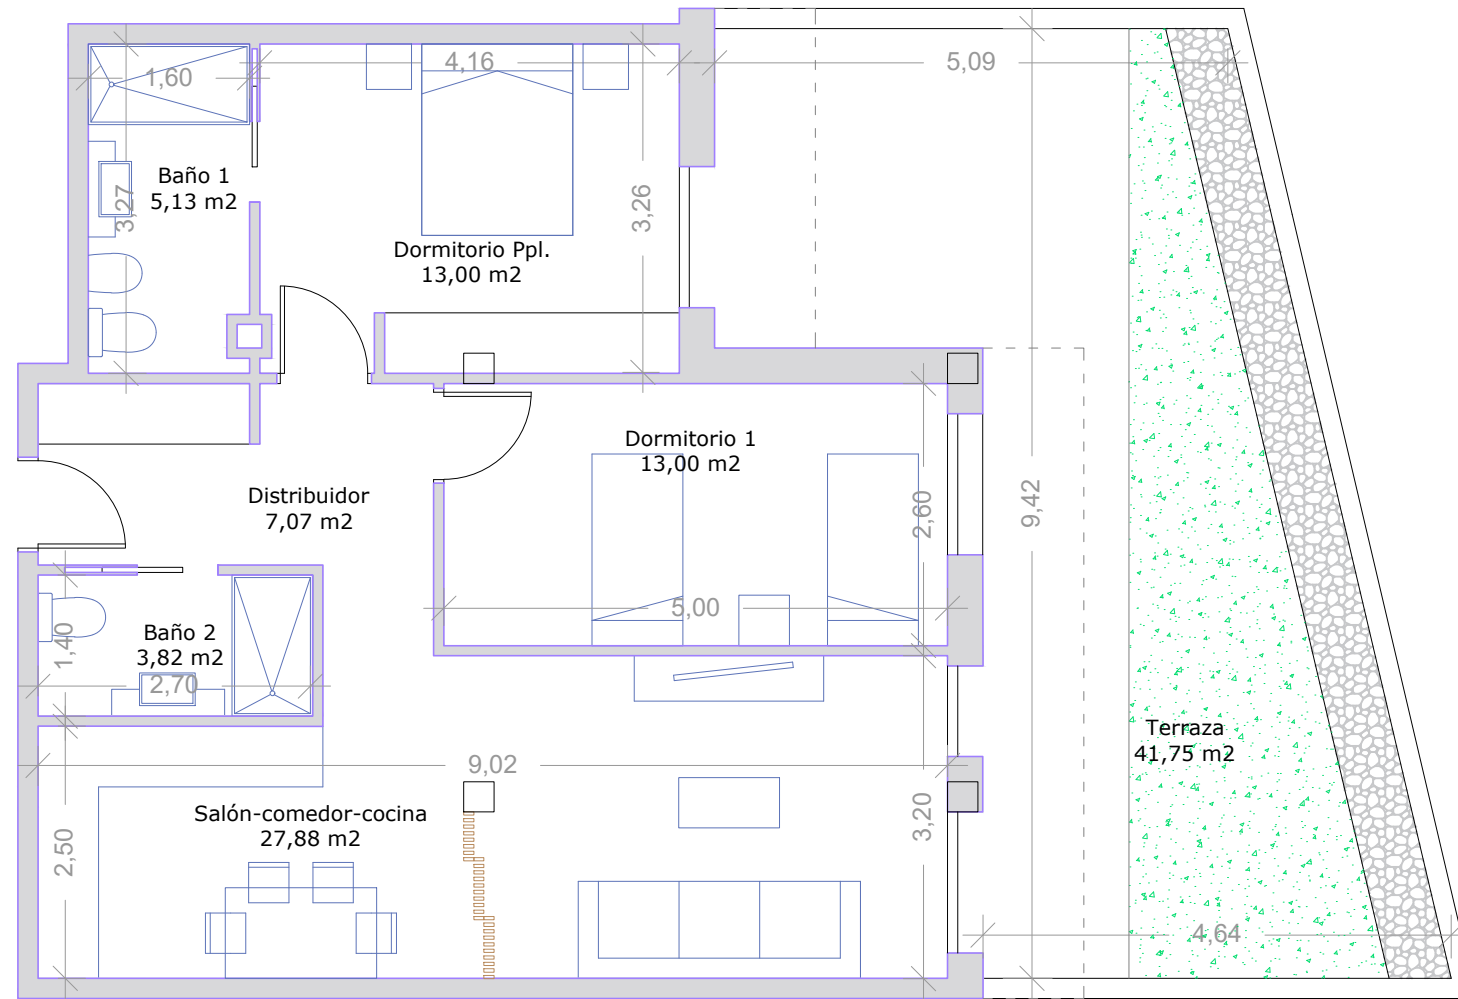 1,60
4,16
5,09
Baño 1
5,13 m2
3,27
3,26
Dormitorio Ppl.
13,00 m2
Dormitorio 1
13,00 m2
Distribuidor
7,07 m2
2,60
9,42
5,00
Baño 2
3,82 m2
1,40
2,70
Terraza
41,75 m2
9,02
Salón-comedor-cocina
27,88 m2
3,20
2,50
4,64